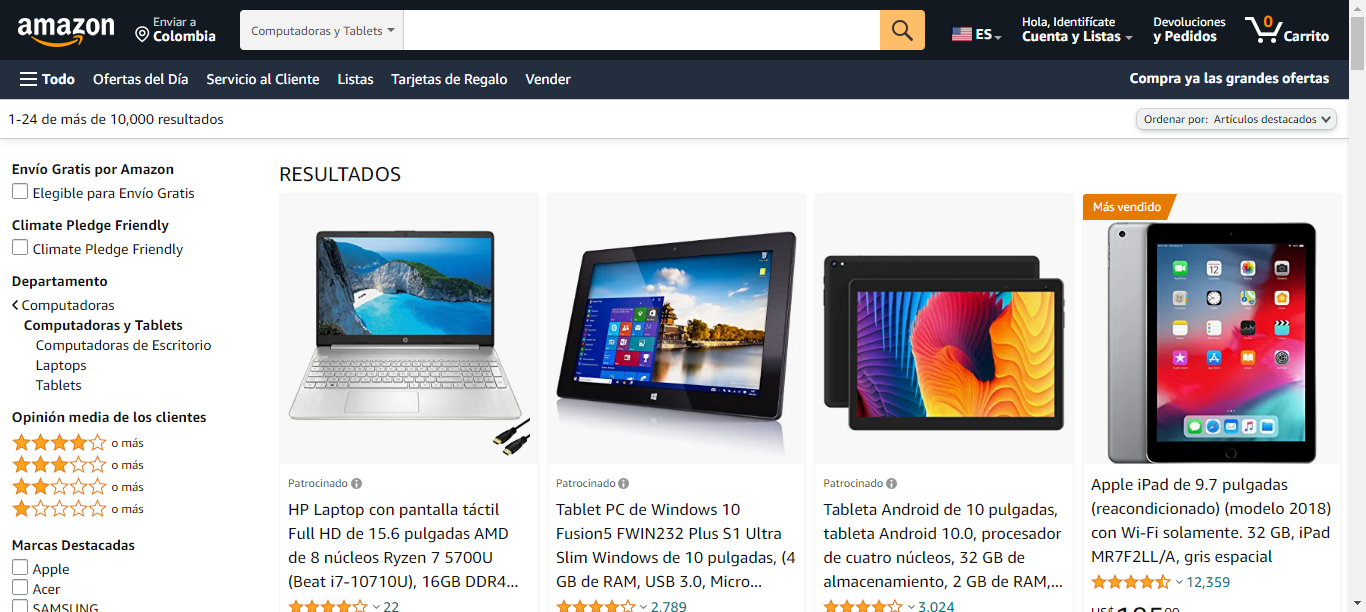 amazon
Enviar a
Colombia
Computadoras y Tablets
ES
Hola, Identifícate
Cuenta y Listas
Devoluciones
y Pedidos
0
Carrito
Todo
Ofertas del Día
Servicio al Cliente
Listas
Tarjetas de Regalo
Vender
Compra ya las grandes ofertas
1-24 de más de 10,000 resultados
Ordenar por: Artículos destacados
Envío Gratis por Amazon
Elegible para Envío Gratis
Climate Pledge Friendly
Climate Pledge Friendly
Departamento
Computadoras
Computadoras y Tablets
Computadoras de Escritorio
Laptops
Tablets
Opinión media de los clientes
o más
o más
o más
o más
Marcas Destacadas
Apple
Acer
SAMSUNG
RESULTADOS
Patrocinado
HP Laptop con pantalla táctil
Full HD de 15.6 pulgadas AMD
de 8 núcleos Ryzen 7 5700U
(Beat i7-10710U), 16GB DDR4...
22
Patrocinado
Tablet PC de Windows 10
Fusion5 FWIN232 Plus S1 Ultra
Slim Windows de 10 pulgadas, (4
GB de RAM, USB 3.0, Micro...
2,789
Patrocinado
Tableta Android de 10 pulgadas,
tableta Android 10.0, procesador
de cuatro núcleos, 32 GB de
almacenamiento, 2 GB de RAM,...
3,024
Más vendido
12
Apple iPad de 9.7 pulgadas
(reacondicionado) (modelo 2018)
con Wi-Fi solamente. 32 GB, iPad
MR7F2LL/A, gris espacial
12,359